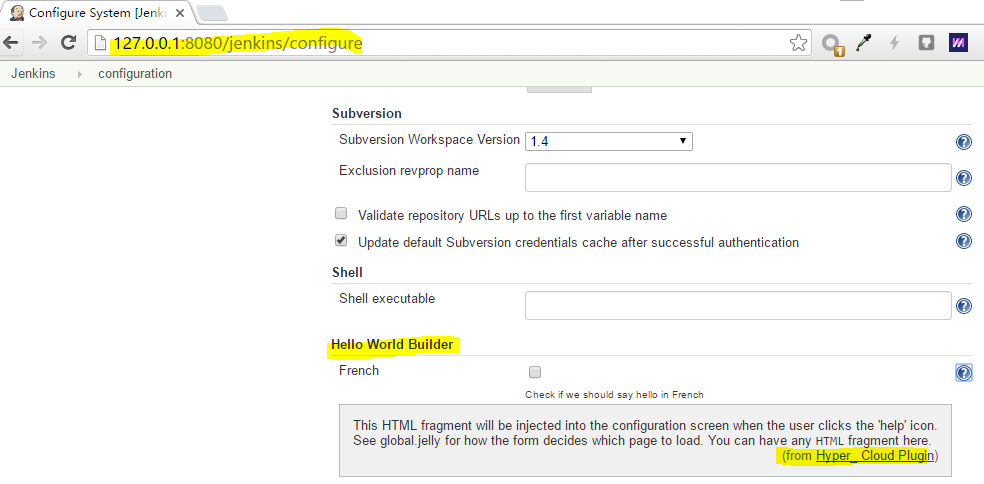 Configure System [Jenki
127.0.0.1:8080/jenkins/configure
1
Jenkins configuration
Subversion
Subversion Workspace Version 1.4
Exclusion revprop name
Validate repository URLs up to the first variable name
Update default Subversion credentials cache after successful authentication
Shell
Shell executable
Hello World Builder
French
Check if we should say hello in French
This HTML fragment will be injected into the configuration screen when the user clicks the 'help' icon.
See global.jelly for how the form decides which page to load. You can have any HTML fragment here.
(from Hyper_ Cloud Plugin)